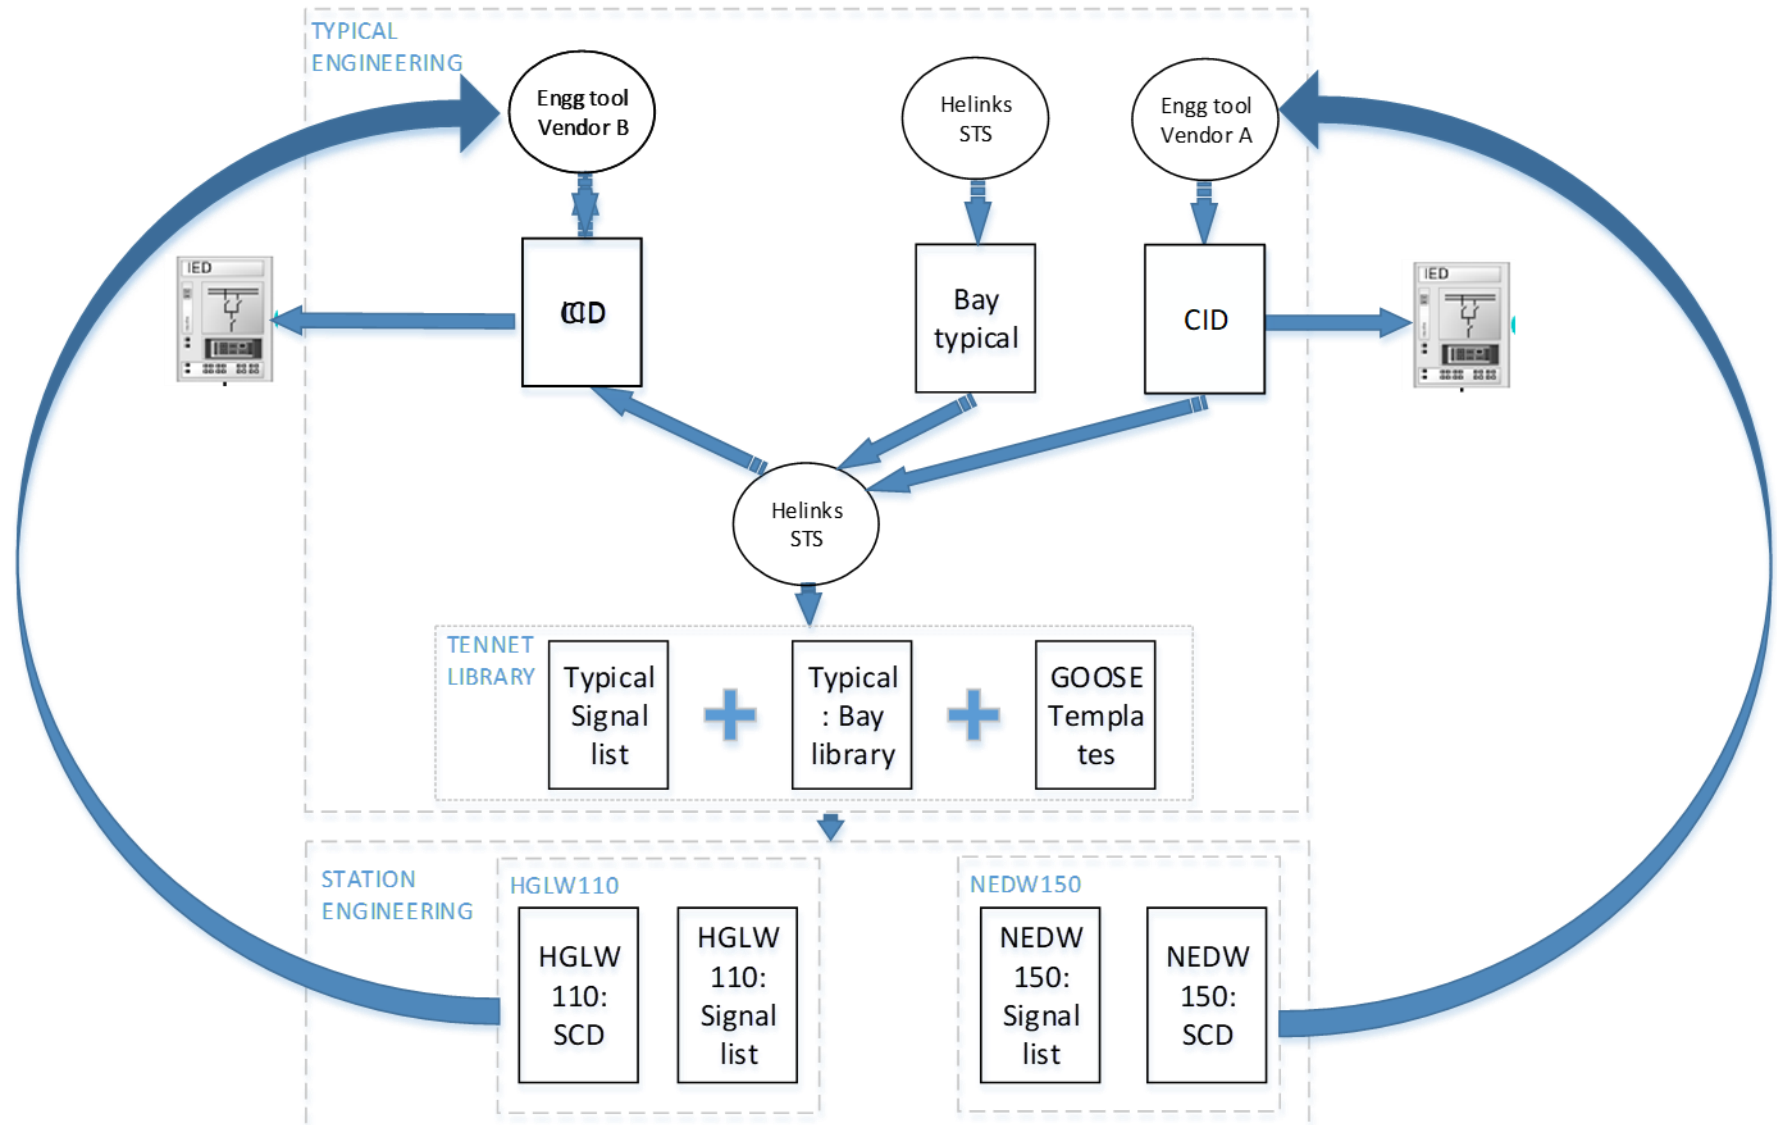 TYPICAL
ENGINEERING
Engg tool
Vendor B
Helinks
STS
Engg tool
Vendor A
IED
Bay
typical
CID
IED
Helinks
STS
TENNET
LIBRARY
Typical
Signal
list
Typical
: Bay
library
GOOSE
Templa
tes
STATION
ENGINEERING
HGLW110
HGLW
110:
SCD
HGLW
110:
Signal
list
NEDW150
NEDW
150:
Signal
list
NEDW
150:
SCD